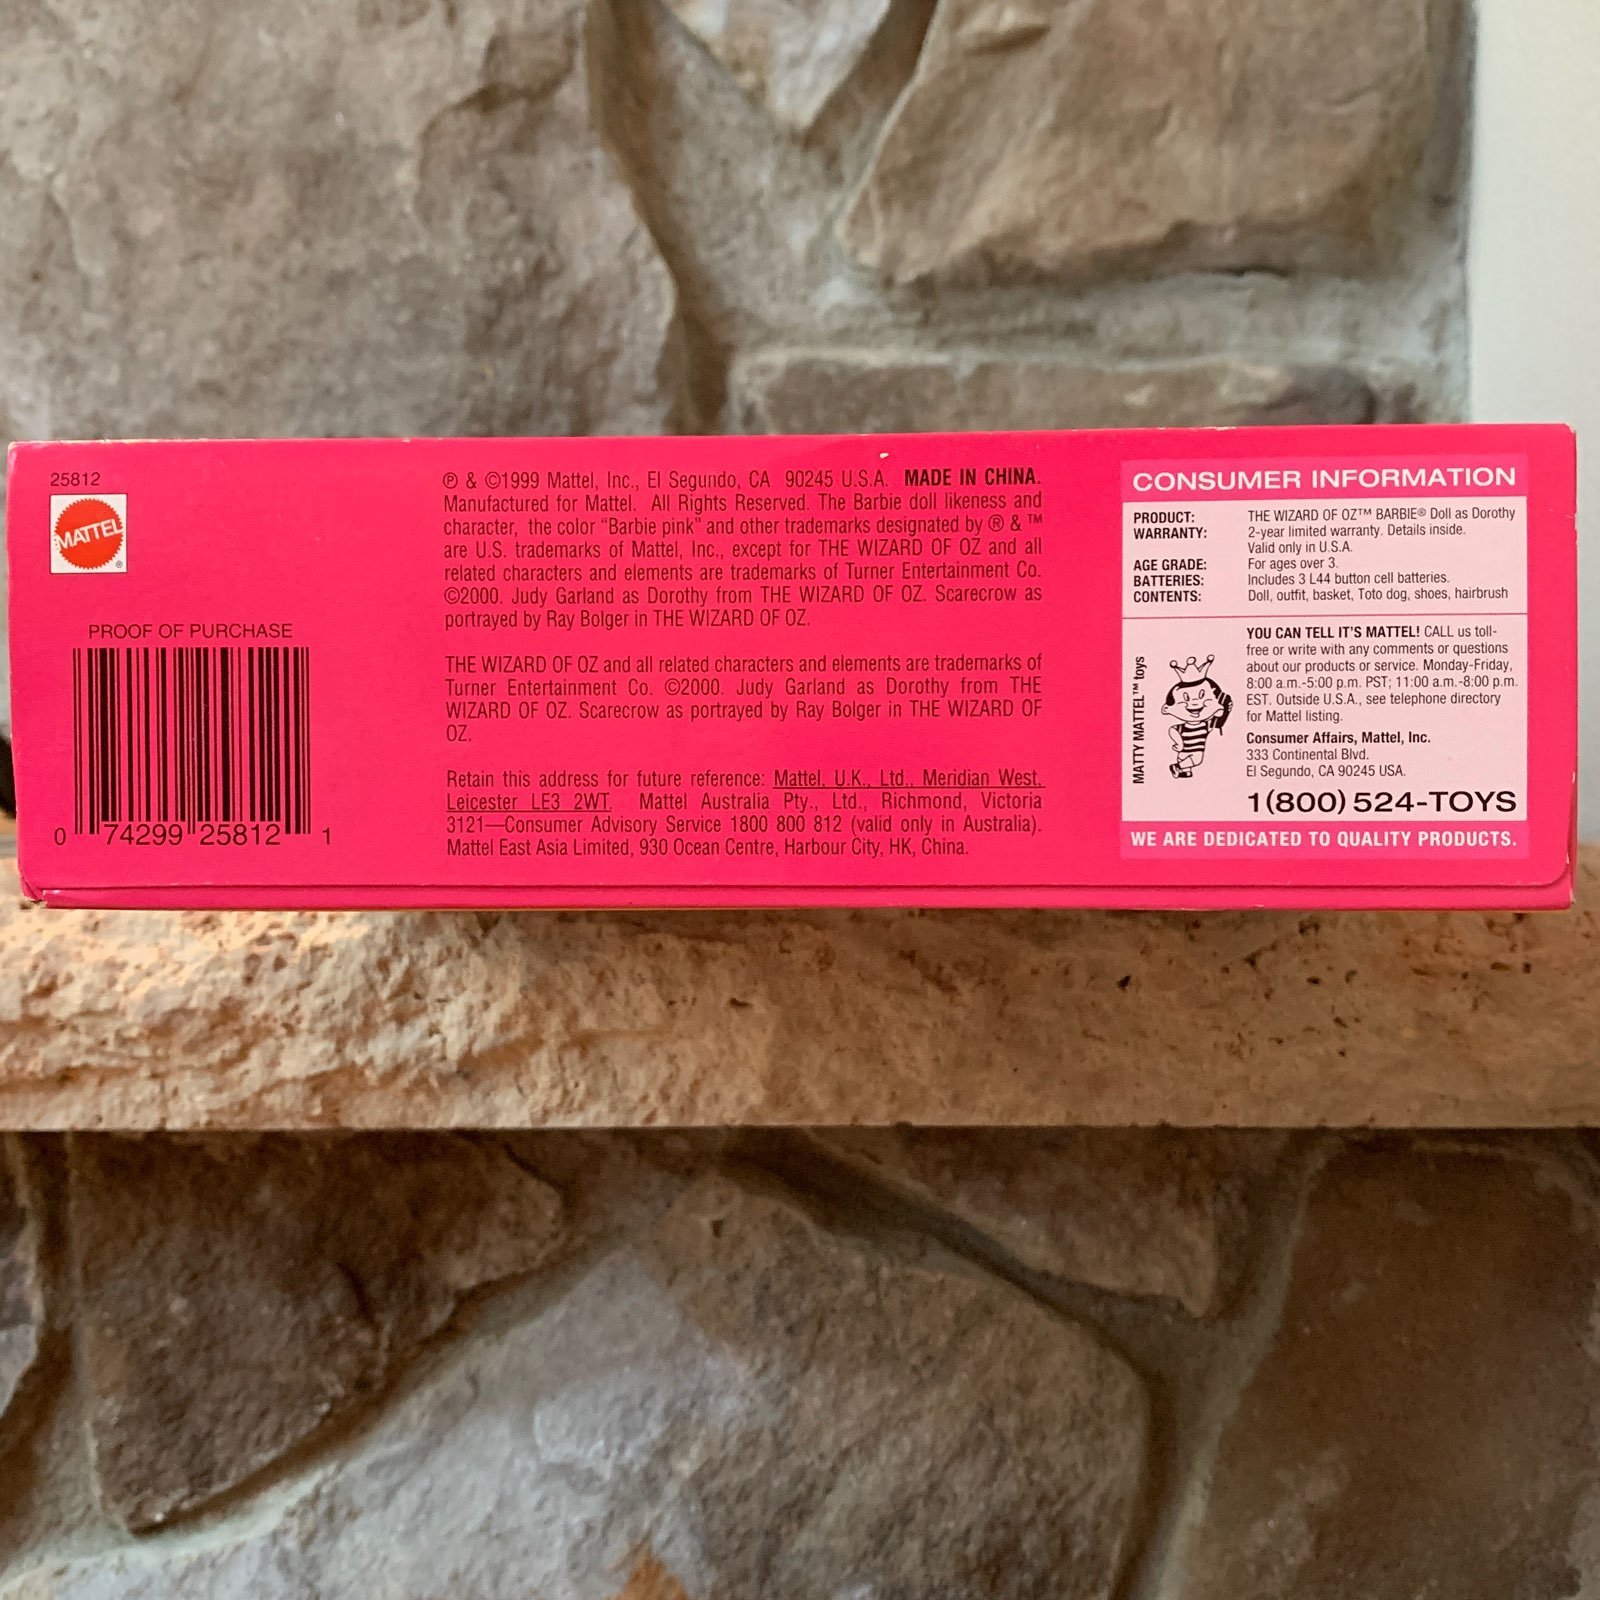 25812
MATTEL
®
PROOF OF PURCHASE
0 74299 25812 1
℗ & ©1999 Mattel, Inc., El Segundo, CA 90245 U.S.A. MADE IN CHINA.
Manufactured for Mattel. All Rights Reserved. The Barbie doll likeness and
character, the color "Barbie pink" and other trademarks designated by ® & ™
are U.S. trademarks of Mattel, Inc., except for THE WIZARD OF OZ and all
related characters and elements are trademarks of Turner Entertainment Co.
©2000. Judy Garland as Dorothy from THE WIZARD OF OZ. Scarecrow as
portrayed by Ray Bolger in THE WIZARD OF OZ.
THE WIZARD OF OZ and all related characters and elements are trademarks of
Turner Entertainment Co. ©2000. Judy Garland as Dorothy from THE
WIZARD OF OZ. Scarecrow as portrayed by Ray Bolger in THE WIZARD OF
OZ.
Retain this address for future reference: Mattel, U.K., Ltd., Meridian West,
Leicester LE3 2WT. Mattel Australia Pty., Ltd., Richmond, Victoria
3121—Consumer Advisory Service 1800 800 812 (valid only in Australia).
Mattel East Asia Limited, 930 Ocean Centre, Harbour City, HK, China.
CONSUMER INFORMATION
PRODUCT: THE WIZARD OF OZ™ BARBIE® Doll as Dorothy
WARRANTY: 2-year limited warranty. Details inside.
Valid only in U.S.A.
AGE GRADE: For ages over 3.
BATTERIES: Includes 3 L44 button cell batteries.
CONTENTS: Doll, outfit, basket, Toto dog, shoes, hairbrush
MATTY MATTEL™ toys
YOU CAN TELL IT'S MATTEL! CALL us toll-
free or write with any comments or questions
about our products or service. Monday-Friday,
8:00 a.m.-5:00 p.m. PST; 11:00 a.m.-8:00 p.m.
EST. Outside U.S.A., see telephone directory
for Mattel listing.
Consumer Affairs, Mattel, Inc.
333 Continental Blvd.
El Segundo, CA 90245 USA.
1(800) 524-TOYS
WE ARE DEDICATED TO QUALITY PRODUCTS.